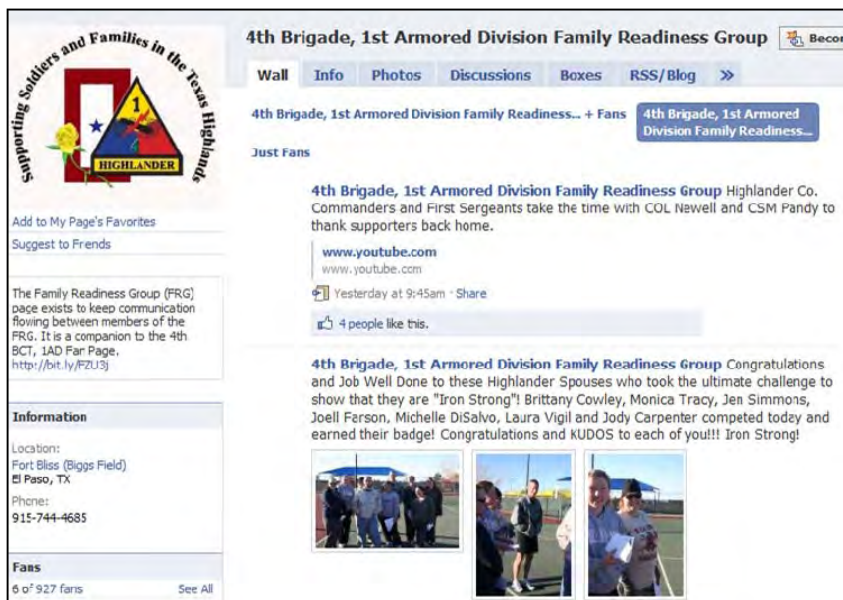 Supporting Soldiers and Families in the Texas Highlands
1
HIGHLANDER
Add to My Page's Favorites
Suggest to Frends
The Family Readiness Group (FRG)
page exists to keep communication
flowing between members of the
FRG. It is a companion to the 4th
BCT, 1AD Fan Page.
http://bit.ly/FZU3j
Information
Location:
Fort Bliss (Biggs Field)
El Paso, TX
Phone:
915-744-4685
Fans
6 of 927 fans See All
4th Brigade, 1st Armored Division Family Readiness Group Becor
Wall Info Photos Discussions Boxes RSS/Blog »
4th Brigade, 1st Armored Division Family Readiness... + Fans
4th Brigade, 1st Armored
Division Family Readiness...
Just Fans
4th Brigade, 1st Armored Division Family Readiness Group Highlander Co.
Commanders and First Sergeants take the time with COL Newell and CSM Pandy to
thank supporters back home.
www.youtube.com
www.youtube.com
Yesterday at 9:45am · Share
4 people like this.
4th Brigade, 1st Armored Division Family Readiness Group Congratulations
and Job Well Done to these Highlander Spouses who took the ultimate challenge to
show that they are "Iron Strong"! Brittany Cowley, Monica Tracy, Jen Simmons,
Joell Farson, Michelle DiSalvo, Laura Vigil and Jody Carpenter competed today and
earned their badge! Congratulations and KUDOS to each of you!!! Iron Strong!